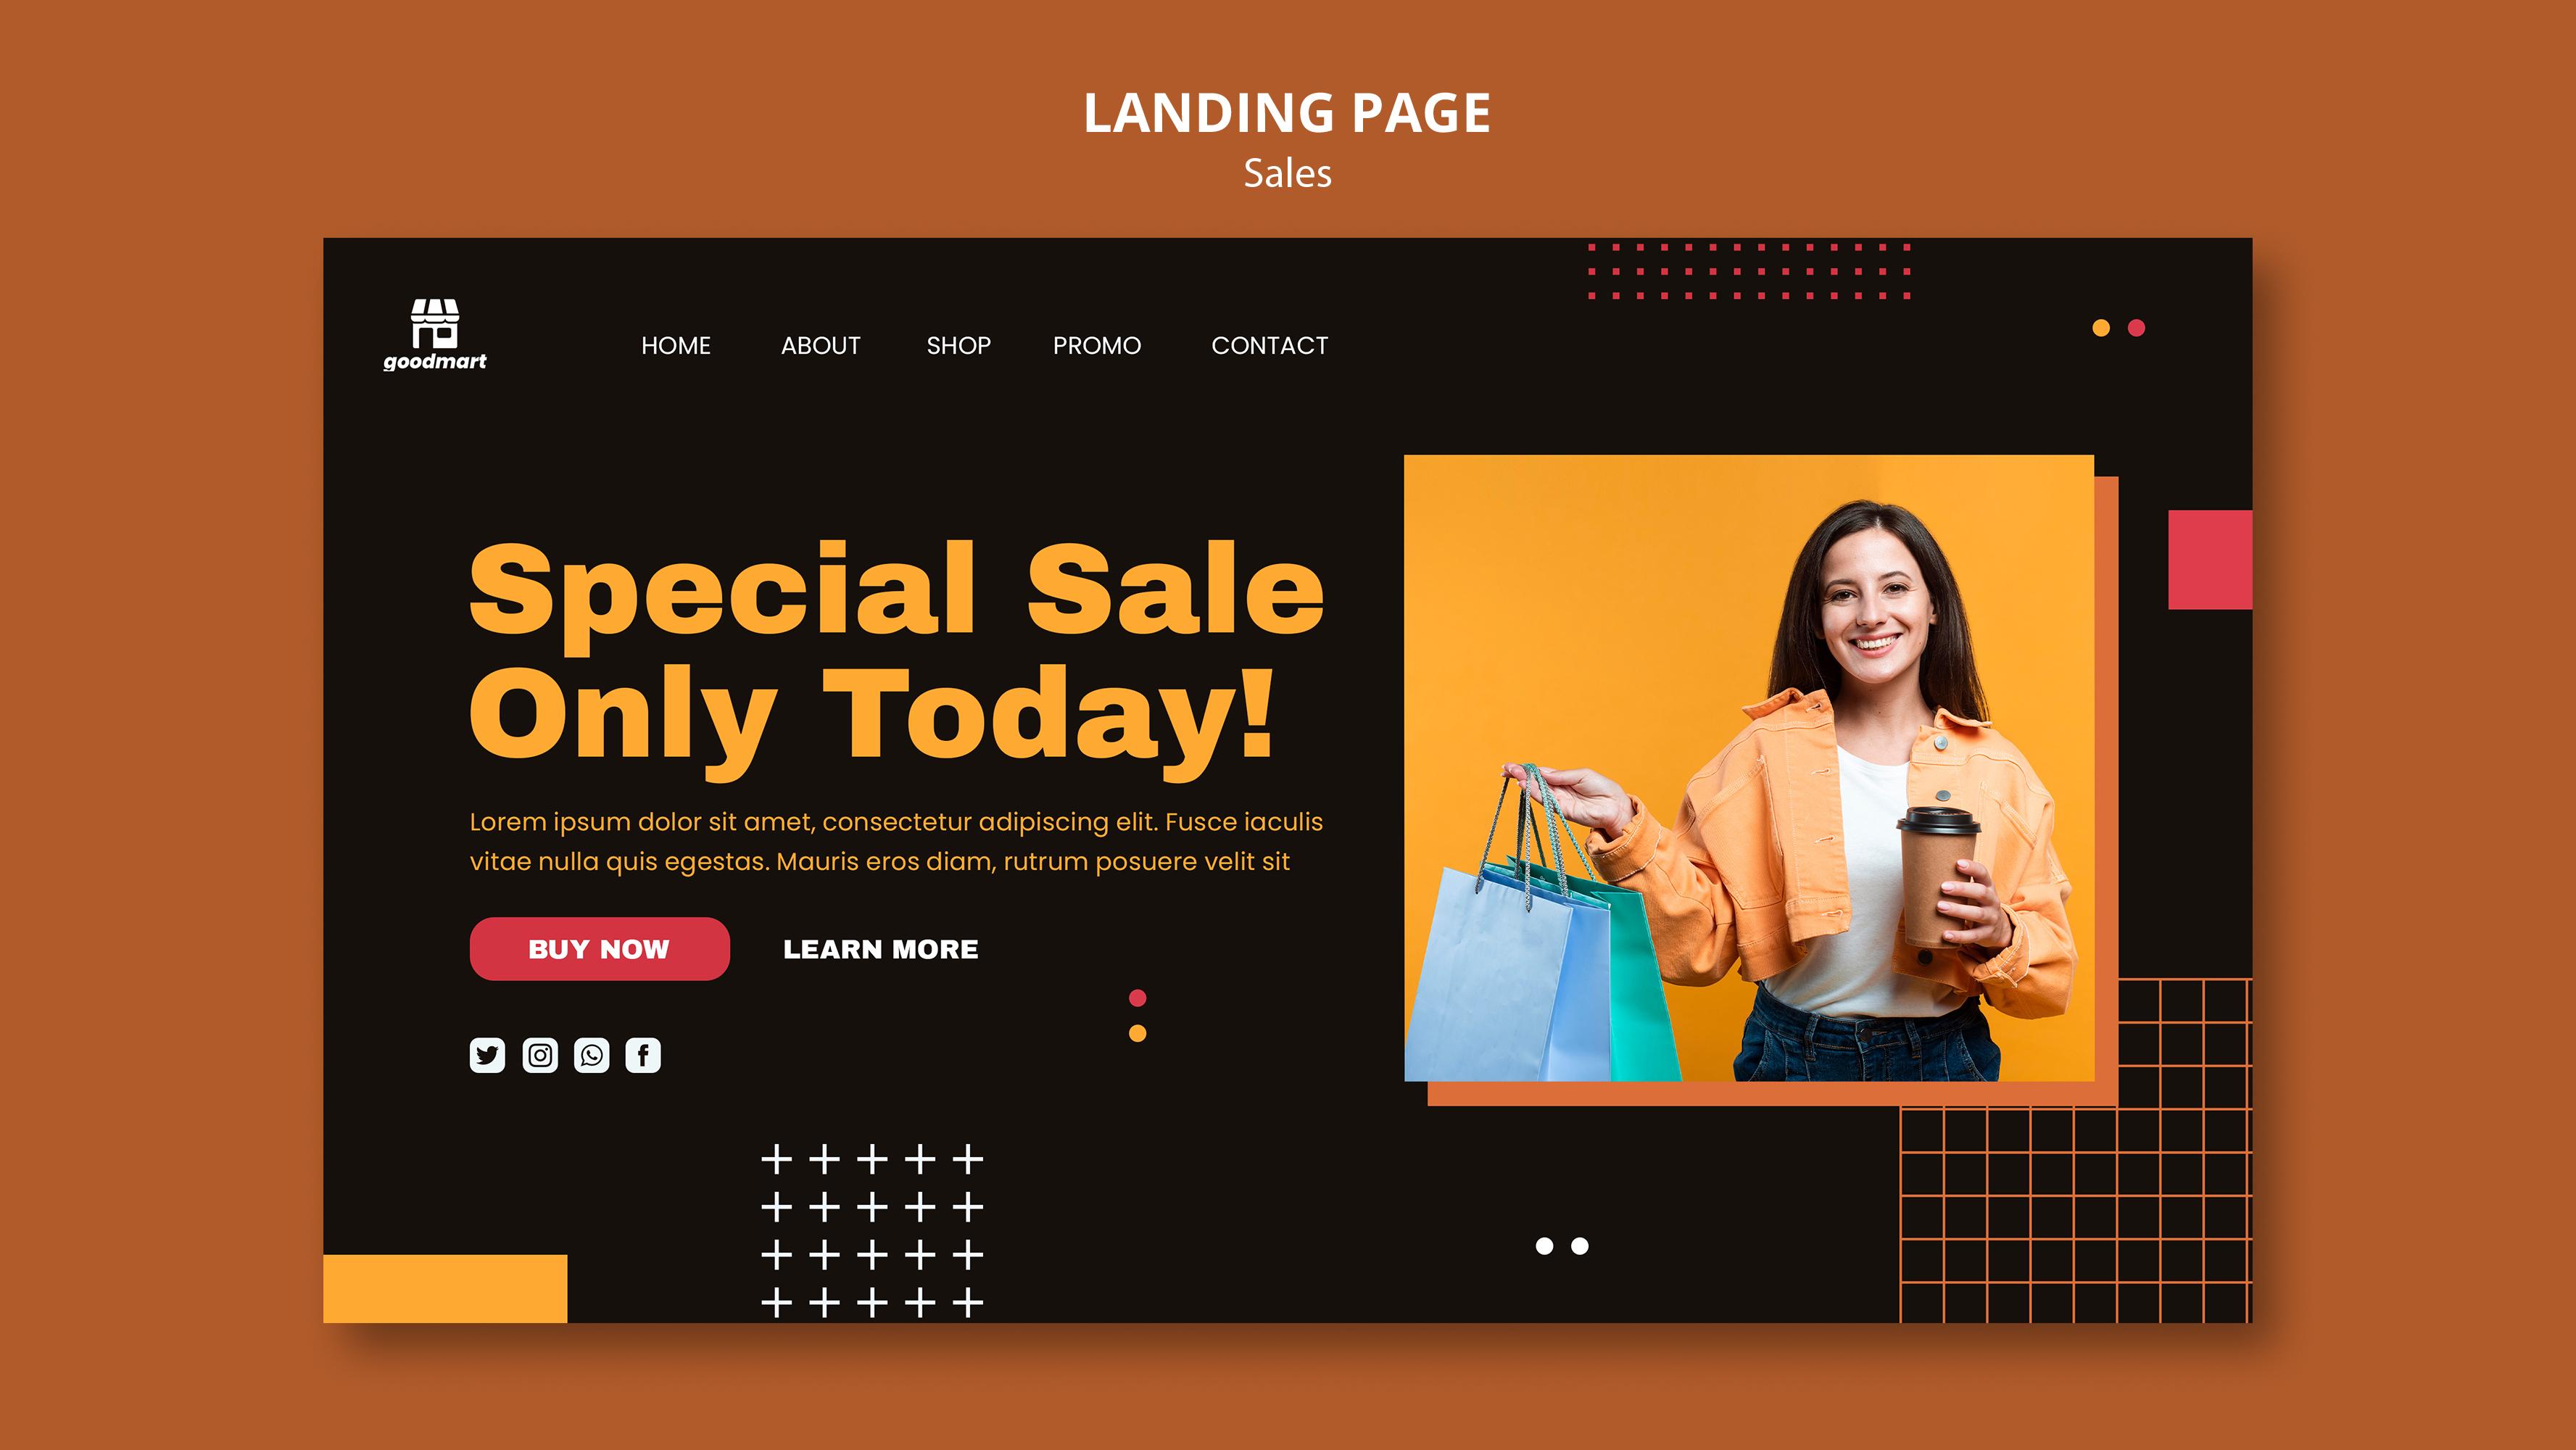 LANDING PAGE
Sales
goodmart
HOME ABOUT SHOP PROMO CONTACT
Special Sale
Only Today!
Lorem ipsum dolor sit amet, consectetur adipiscing elit. Fusce iaculis
vitae nulla quis egestas. Mauris eros diam, rutrum posuere velit sit
BUY NOW LEARN MORE